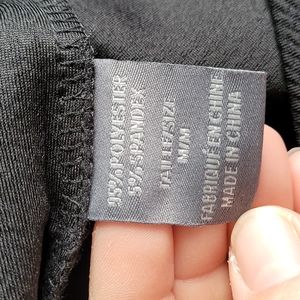 95% POLYESTER
5% SPANDEX
TAILLE/SIZE
M/M
FABRIQUÉ EN CHINE
MADE IN CHINA